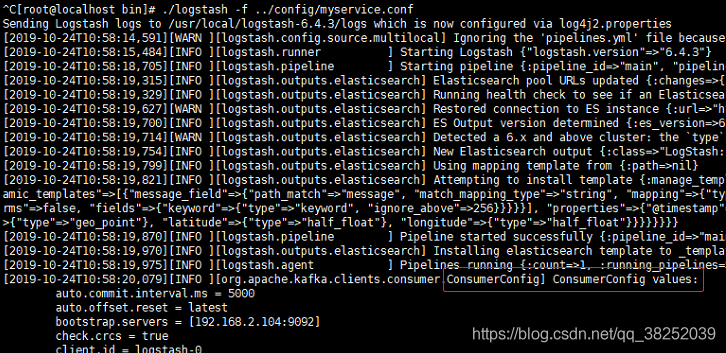 ^C[root@localhost bin]# ./logstash -f ../config/myservice.conf
Sending Logstash logs to /usr/local/logstash-6.4.3/logs which is now configured via log4j2.properties
[2019-10-24T10:58:14,591][WARN ][logstash.config.source.multilocal] Ignoring the 'pipelines.yml' file because
[2019-10-24T10:58:15,484][INFO ][logstash.runner          ] Starting Logstash {"logstash.version"=>"6.4.3"}
[2019-10-24T10:58:18,705][INFO ][logstash.pipeline        ] Starting pipeline {:pipeline_id=>"main", "pipelin
[2019-10-24T10:58:19,315][INFO ][logstash.outputs.elasticsearch] Elasticsearch pool URLs updated {:changes=>{
[2019-10-24T10:58:19,329][INFO ][logstash.outputs.elasticsearch] Running health check to see if an Elasticsea
[2019-10-24T10:58:19,627][WARN ][logstash.outputs.elasticsearch] Restored connection to ES instance {:url=>"h
[2019-10-24T10:58:19,700][INFO ][logstash.outputs.elasticsearch] ES Output version determined {:es_version=>6
[2019-10-24T10:58:19,714][WARN ][logstash.outputs.elasticsearch] Detected a 6.x and above cluster: the `type`
[2019-10-24T10:58:19,754][INFO ][logstash.outputs.elasticsearch] New Elasticsearch output {:class=>"LogStash:
[2019-10-24T10:58:19,799][INFO ][logstash.outputs.elasticsearch] Using mapping template from {:path=>nil}
[2019-10-24T10:58:19,821][INFO ][logstash.outputs.elasticsearch] Attempting to install template {:manage_temp
amic_templates"=>[{"message_field"=>{"path_match"=>"message", "match_mapping_type"=>"string", "mapping"=>{"ty
rms"=>false, "fields"=>{"keyword"=>{"type"=>"keyword", "ignore_above"=>256}}}}}], "properties"=>{"@timestamp"
>{"type"=>"geo_point"}, "latitude"=>{"type"=>"half_float"}, "longitude"=>{"type"=>"half_float"}}}}}}}}
[2019-10-24T10:58:19,870][INFO ][logstash.pipeline        ] Pipeline started successfully {:pipeline_id=>"mai
[2019-10-24T10:58:19,970][INFO ][logstash.outputs.elasticsearch] Installing elasticsearch template to _templa
[2019-10-24T10:58:19,975][INFO ][logstash.agent           ] Pipelines running {:count=>1, :running_pipelines=
[2019-10-24T10:58:20,079][INFO ][org.apache.kafka.clients.consumer.ConsumerConfig] ConsumerConfig values:
auto.commit.interval.ms = 5000
auto.offset.reset = latest
bootstrap.servers = [192.168.2.104:9092]
check.crcs = true
client.id = logstash-0
https://blog.csdn.net/qq_38252039